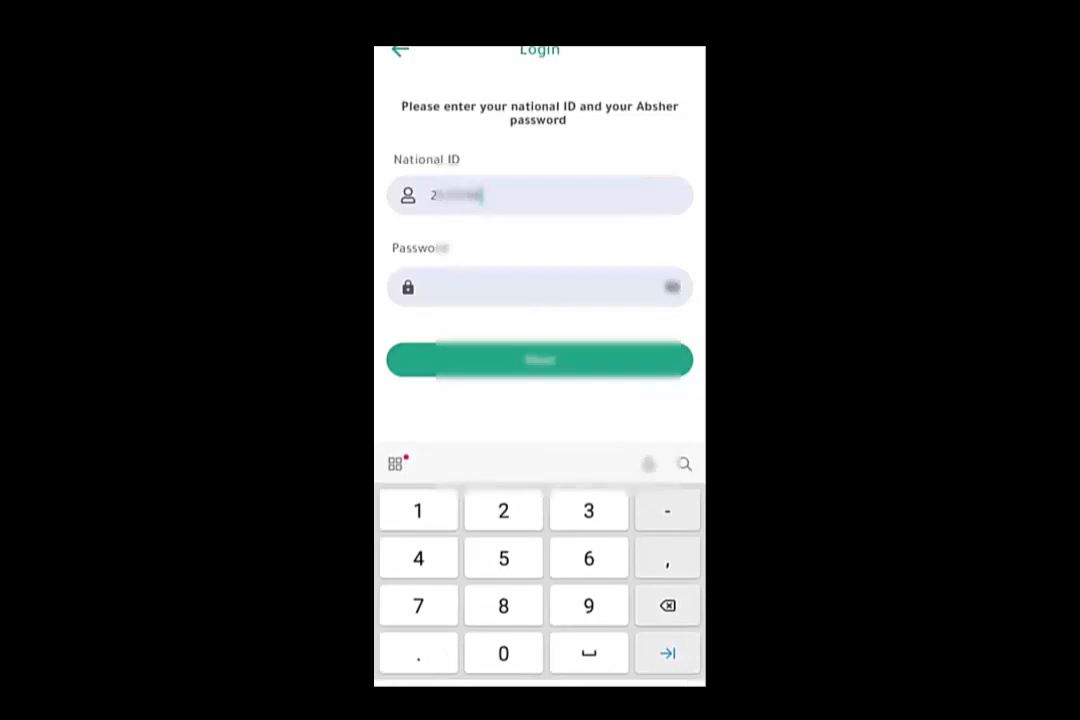 Login
Please enter your national ID and your Absher
password
National ID
2
1 2 3 -
4 5 6 ,
7 8 9
. 0